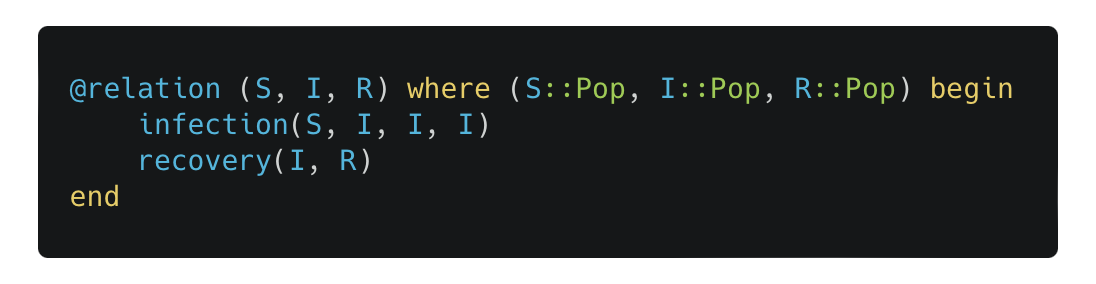 @relation (S, I, R) where (S::Pop, I::Pop, R::Pop) begin
    infection(S, I, I, I)
    recovery(I, R)
end